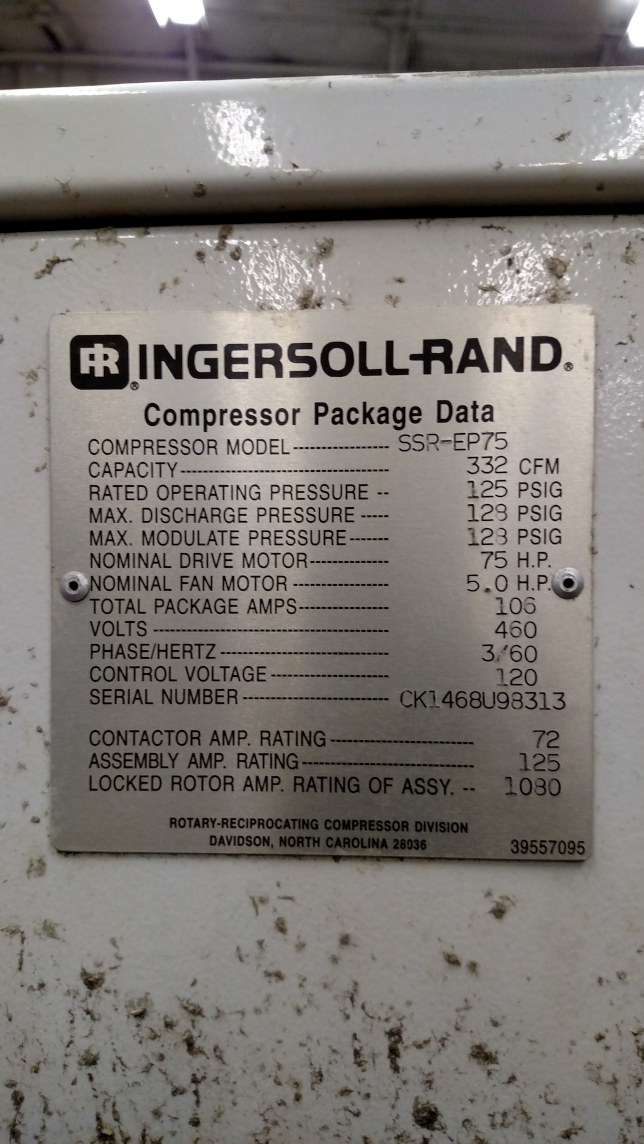 IR® INGERSOLL-RAND®
Compressor Package Data
COMPRESSOR MODEL ----------------- SSR-EP75
CAPACITY ------------------------------------- 332 CFM
RATED OPERATING PRESSURE -- 125 PSIG
MAX. DISCHARGE PRESSURE ----- 128 PSIG
MAX. MODULATE PRESSURE ------- 128 PSIG
NOMINAL DRIVE MOTOR -------------- 75 H.P.
NOMINAL FAN MOTOR ----------------- 5.0 H.P.
TOTAL PACKAGE AMPS ---------------- 106
VOLTS ------------------------------------------ 460
PHASE/HERTZ ------------------------------ 3/60
CONTROL VOLTAGE --------------------- 120
SERIAL NUMBER -------------------------- CK1468U98313
CONTACTOR AMP. RATING -------------------------- 72
ASSEMBLY AMP. RATING ------------------------------- 125
LOCKED ROTOR AMP. RATING OF ASSY. -- 1080
ROTARY-RECIPROCATING COMPRESSOR DIVISION
DAVIDSON, NORTH CAROLINA 28036
39557095